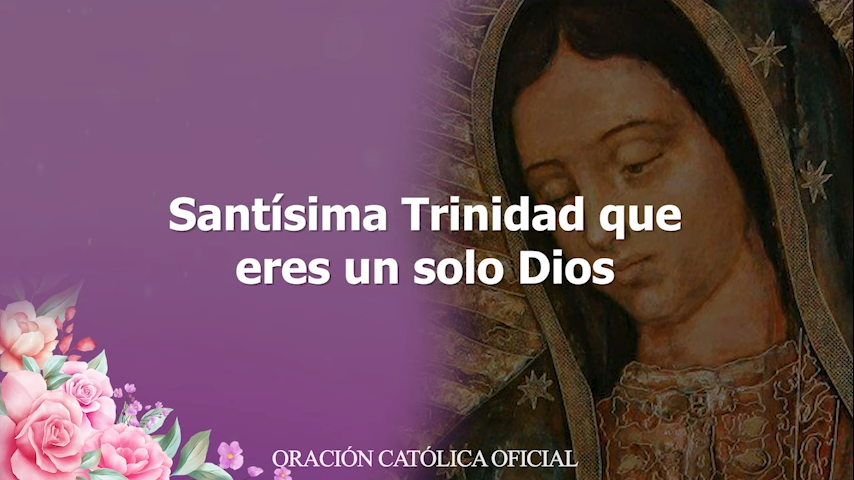 Santísima Trinidad que
eres un solo Dios
ORACIÓN CATÓLICA OFICIAL